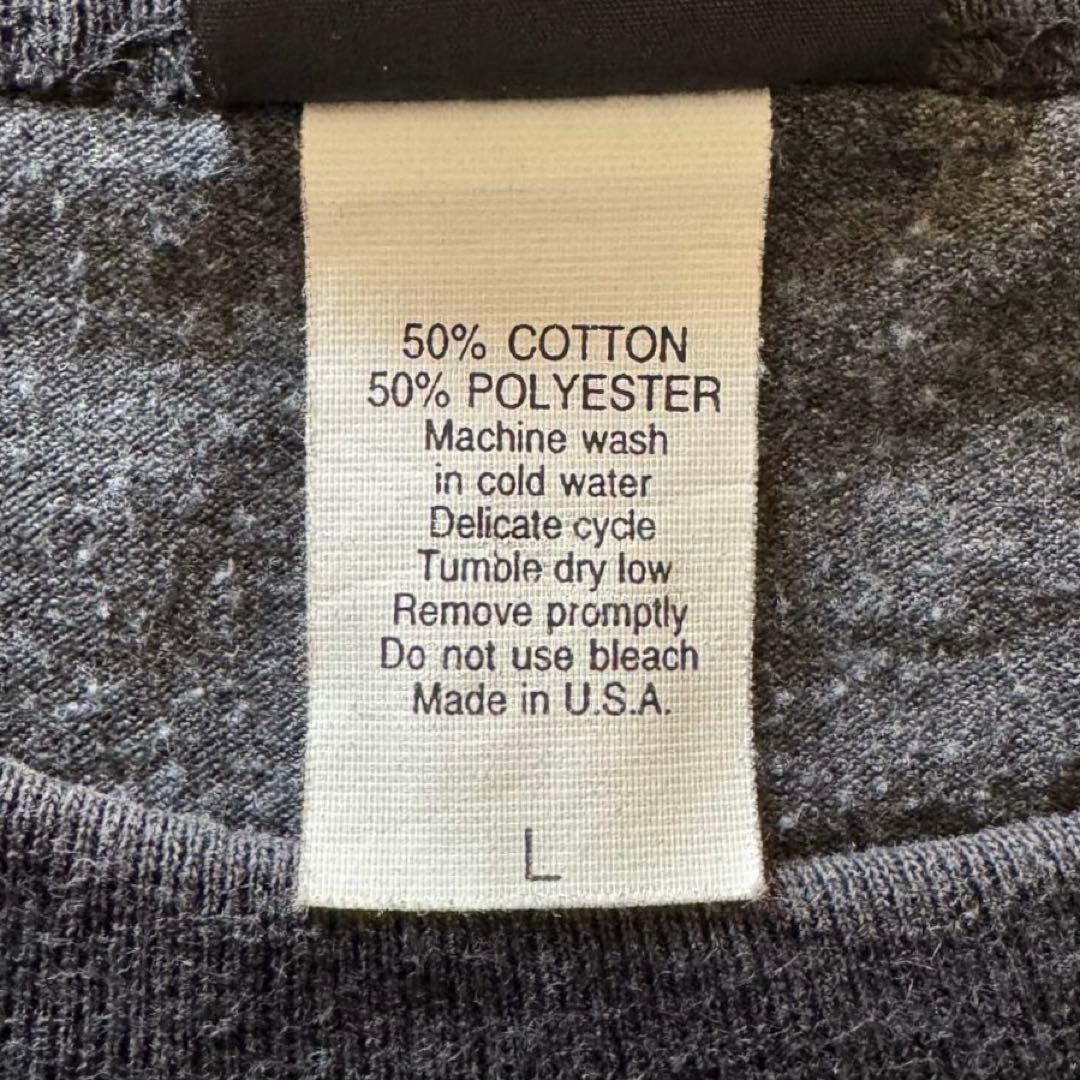 50% COTTON
50% POLYESTER
Machine wash
in cold water
Delicate cycle
Tumble dry low
Remove promptly
Do not use bleach
Made in U.S.A.
L